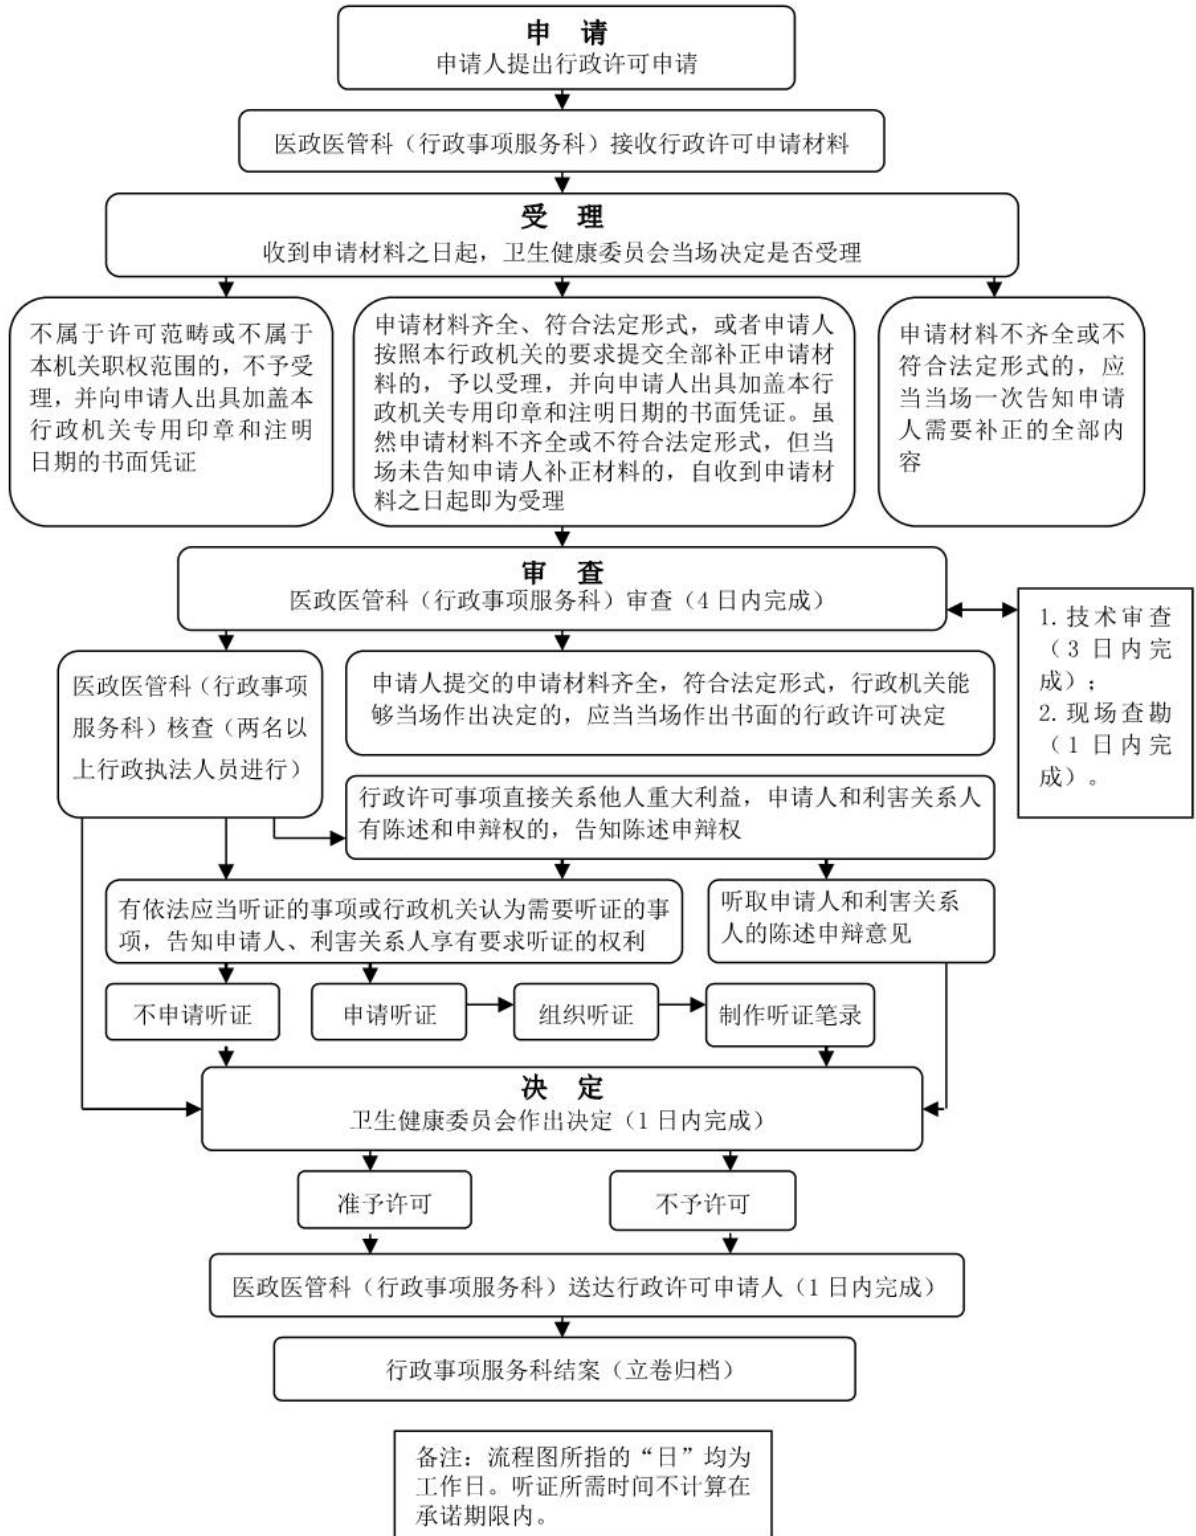 申 请
申请人提出行政许可申请
医政医管科（行政事项服务科）接收行政许可申请材料
受 理
收到申请材料之日起，卫生健康委员会当场决定是否受理
不属于许可范畴或不属于
本机关职权范围的，不予受
理，并向申请人出具加盖本
行政机关专用印章和注明
日期的书面凭证
申请材料齐全、符合法定形式，或者申请人
按照本行政机关的要求提交全部补正申请材
料的，予以受理，并向申请人出具加盖本行
政机关专用印章和注明日期的书面凭证。虽
然申请材料不齐全或不符合法定形式，但当
场未告知申请人补正材料的，自收到申请材
料之日起即为受理
申请材料不齐全或不
符合法定形式的，应
当当场一次告知申请
人需要补正的全部内
容
审 查
医政医管科（行政事项服务科）审查（4日内完成）
1.技术审查
（3日内完
成）；
2.现场查勘
（1日内完
成）。
医政医管科（行政事项
服务科）核查（两名以
上行政执法人员进行）
申请人提交的申请材料齐全，符合法定形式，行政机关能
够当场作出决定的，应当当场作出书面的行政许可决定
行政许可事项直接关系他人重大利益，申请人和利害关系人
有陈述和申辩权的，告知陈述申辩权
有依法应当听证的事项或行政机关认为需要听证的事
项，告知申请人、利害关系人享有要求听证的权利
听取申请人和利害关系
人的陈述申辩意见
不申请听证
申请听证
组织听证
制作听证笔录
决 定
卫生健康委员会作出决定（1日内完成）
准予许可
不予许可
医政医管科（行政事项服务科）送达行政许可申请人（1日内完成）
行政事项服务科结案（立卷归档）
备注：流程图所指的“日”均为
工作日。听证所需时间不计算在
承诺期限内。